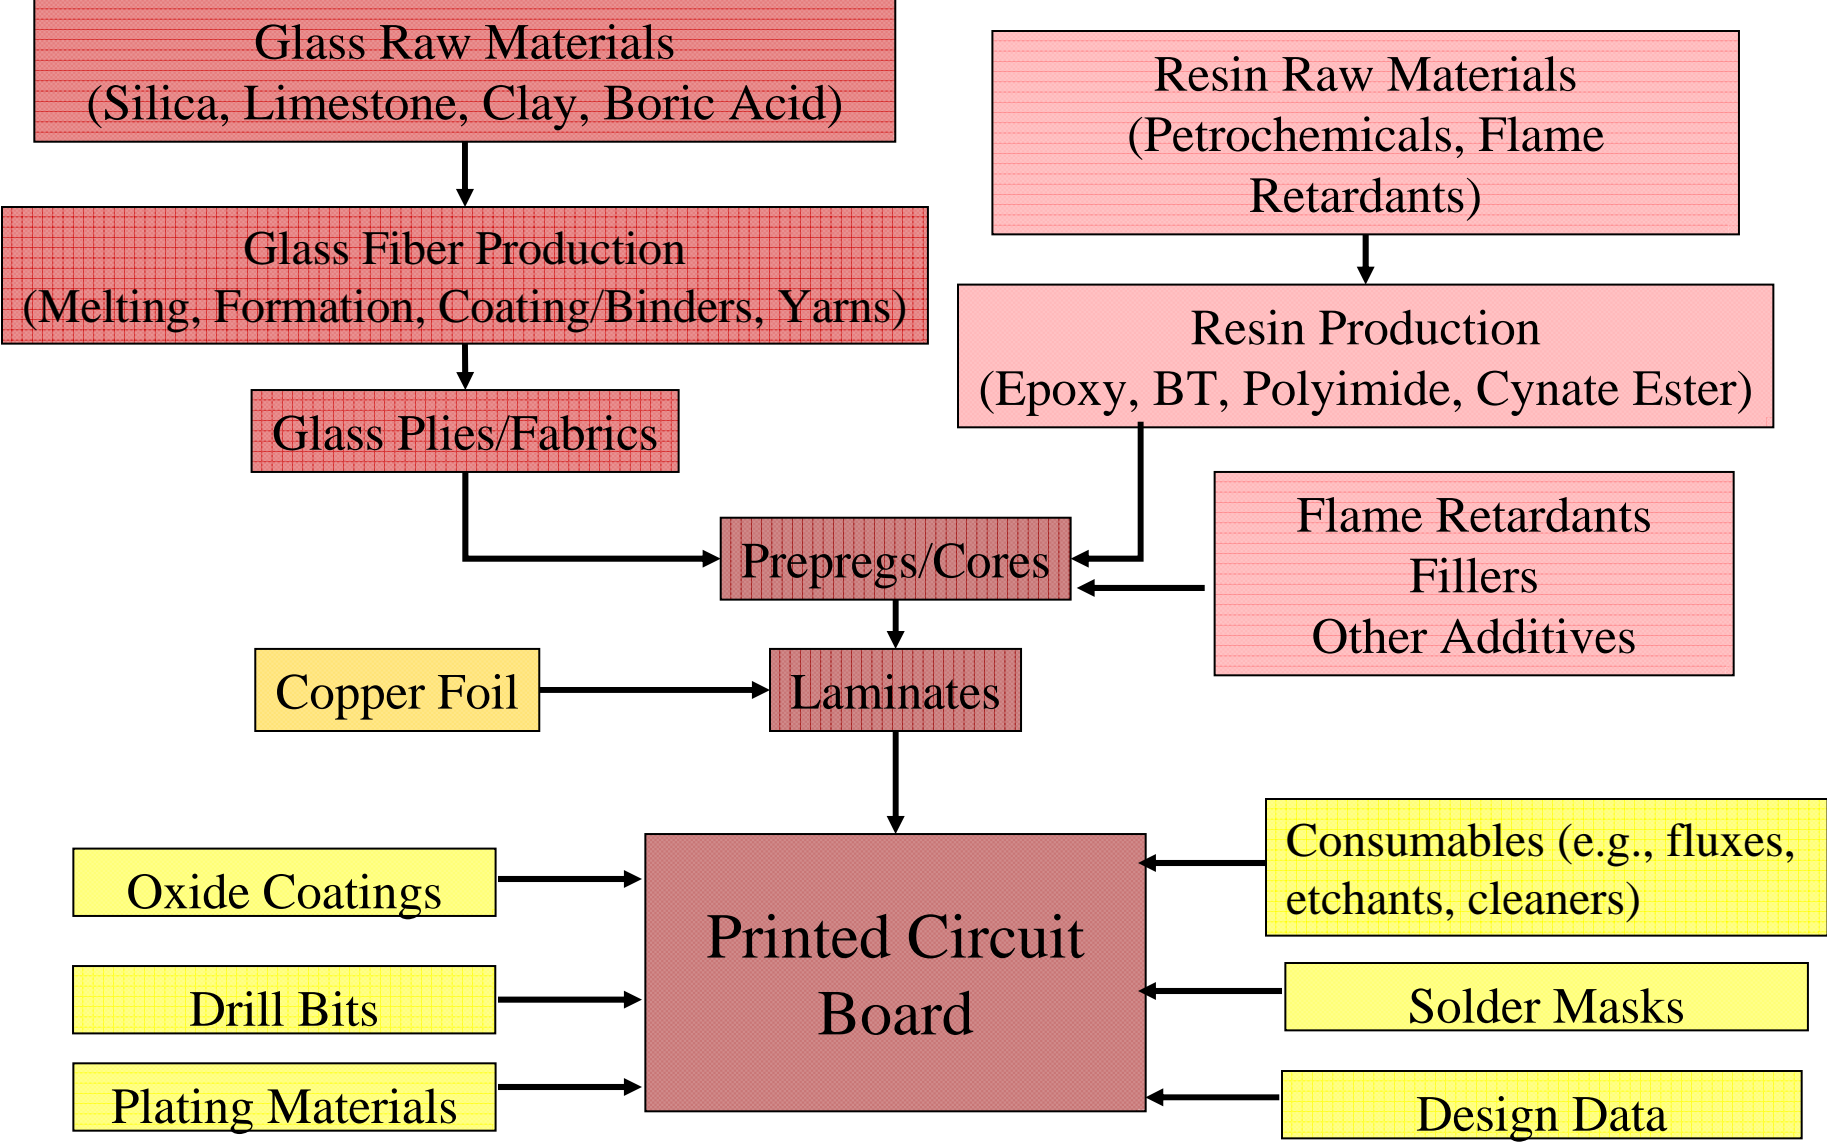 Glass Raw Materials
(Silica, Limestone, Clay, Boric Acid)
Resin Raw Materials
(Petrochemicals, Flame
Retardants)
Glass Fiber Production
(Melting, Formation, Coating/Binders, Yarns)
Resin Production
(Epoxy, BT, Polyimide, Cynate Ester)
Glass Plies/Fabrics
Flame Retardants
Fillers
Other Additives
Prepregs/Cores
Copper Foil
Laminates
Consumables (e.g., fluxes,
etchants, cleaners)
Oxide Coatings
Printed Circuit
Board
Drill Bits
Solder Masks
Plating Materials
Design Data